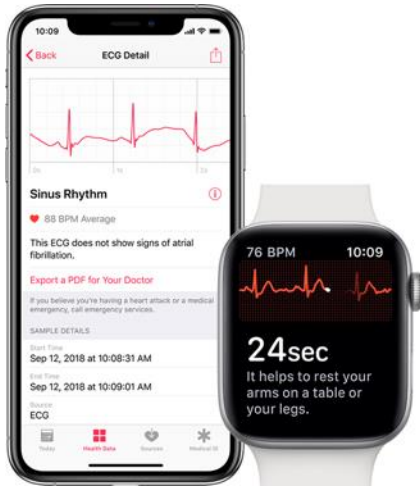 10:09
Back
ECG Detail
0s
1s
2s
Sinus Rhythm
88 BPM Average
This ECG does not show signs of atrial
fibrillation.
Export a PDF for Your Doctor
If you believe you're having a heart attack or a medical
emergency, call emergency services.
SAMPLE DETAILS
Start Time
Sep 12, 2018 at 10:08:31 AM
End Time
Sep 12, 2018 at 10:09:01 AM
Source
ECG
Today
Health Data
Sources
Medical ID
76 BPM
10:09
24sec
It helps to rest your
arms on a table or
your legs.